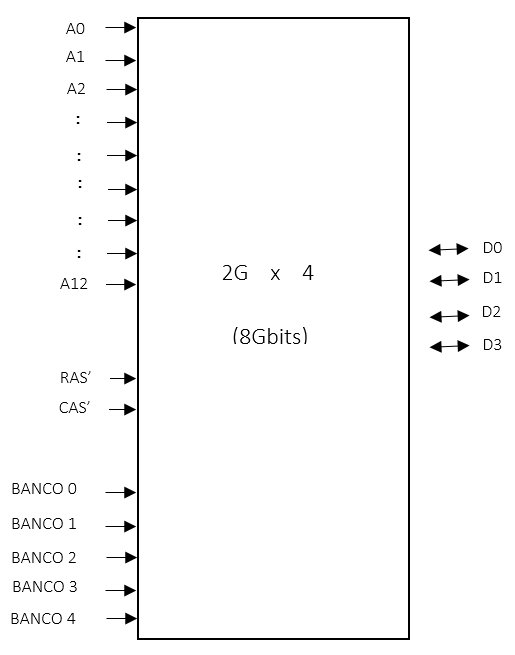 A0
A1
A2
:
:
:
:
:
A12
RAS’
CAS’
BANCO 0
BANCO 1
BANCO 2
BANCO 3
BANCO 4
2G x 4
(8Gbits)
D0
D1
D2
D3